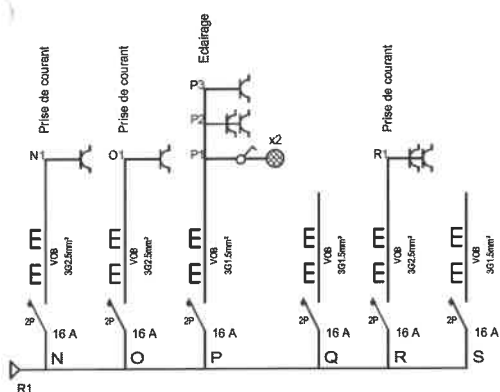 Prise de courant
Prise de courant
Eclairage
Prise de courant
P3
P2
P1
x2
N1
O1
R1
VOB
3G2.5mm²
VOB
3G2.5mm²
VOB
3G1.5mm²
VOB
3G1.5mm²
VOB
3G1.5mm²
VOB
3G1.5mm²
2P
16 A
2P
16 A
2P
16 A
2P
16 A
2P
16 A
2P
16 A
N
O
P
Q
R
S
R1